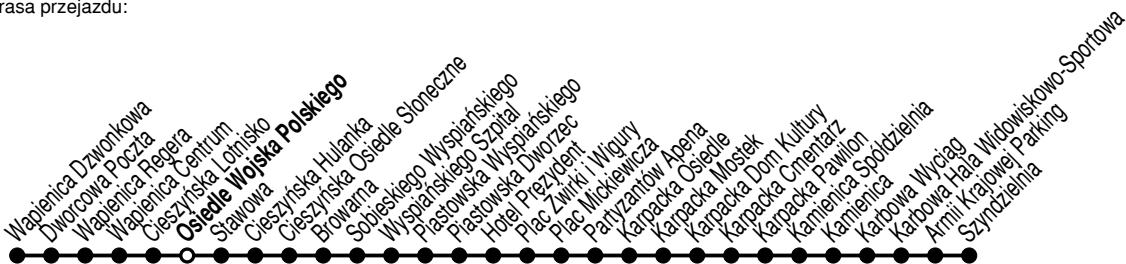 rasa przejazdu:
Wapienica Dzwonkowa
Dworcowa Poczta
Wapienica Regera
Wapienica Centrum
Cieszyńska Lotnisko
Osiedle Wojska Polskiego
Stawowa
Cieszyńska Hulanka
Cieszyńska Osiedle Słoneczne
Browarna
Sobieskiego Wyspiańskiego
Wyspiańskiego Szpital
Piastowska Wyspiańskiego
Piastowska Dworzec
Hotel Prezydent
Plac Żwirki i Wigury
Plac Mickiewicza
Partyzantów Apena
Karpacka Osiedle
Karpacka Mostek
Karpacka Dom Kultury
Karpacka Cmentarz
Karpacka Pawilon
Kamienica Spółdzielnia
Kamienica
Karbowa Wyciąg
Karbowa Hala Widowiskowo-Sportowa
Armii Krajowej Parking
Szyndzielnia